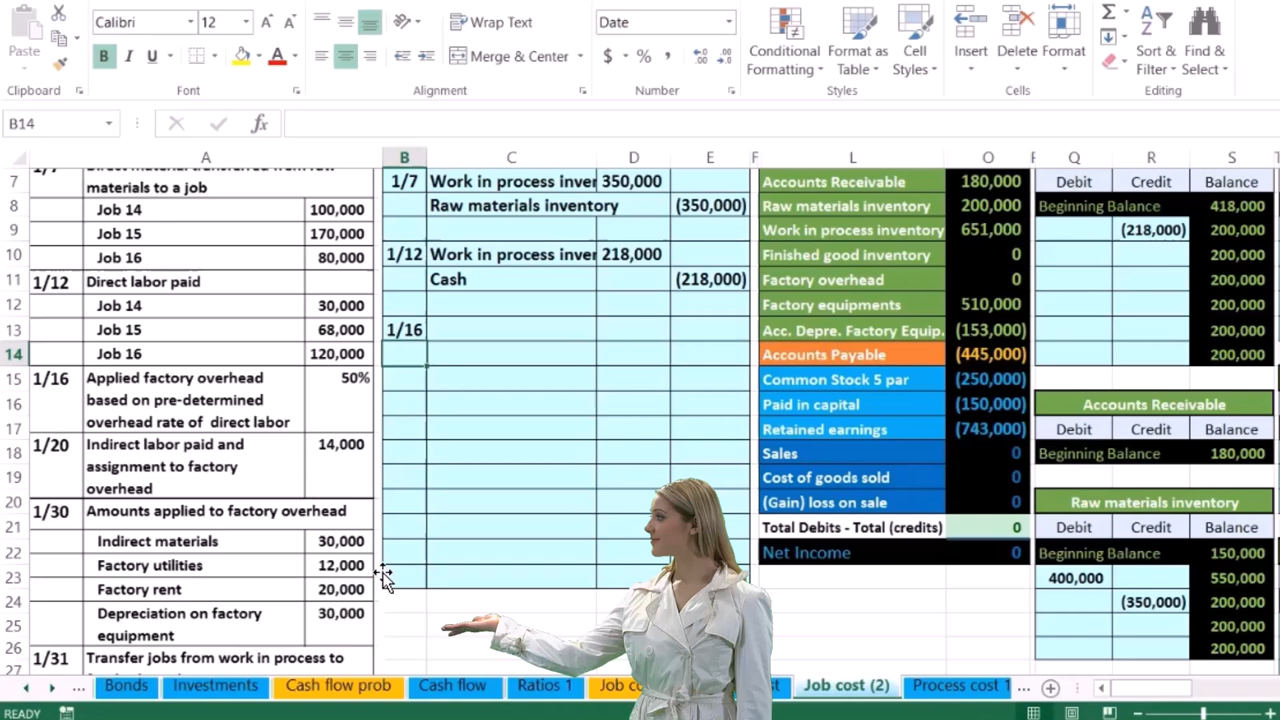 Calibri 12 Date
Paste
B I U
Wrap Text
Merge & Center
$ % ,
Conditional Formatting
Format as Table
Cell Styles
Insert Delete Format
Sort & Filter
Find & Select
Clipboard Font Alignment Number Styles Cells Editing
B14 fx
A B C D E F L O F Q R S
7 8 9 10 11 12 13 14 15 16 17 18 19 20 21 22 23 24 25 26 27
materials to a job
Job 14 100,000
Job 15 170,000
Job 16 80,000
1/12 Direct labor paid
Job 14 30,000
Job 15 68,000
Job 16 120,000
1/16 Applied factory overhead 50%
based on pre-determined
overhead rate of direct labor
1/20 Indirect labor paid and 14,000
assignment to factory
overhead
1/30 Amounts applied to factory overhead
Indirect materials 30,000
Factory utilities 12,000
Factory rent 20,000
Depreciation on factory 30,000
equipment
1/31 Transfer jobs from work in process to
1/7 Work in process inver 350,000
Raw materials inventory (350,000)
1/12 Work in process inver 218,000
Cash (218,000)
1/16
Accounts Receivable 180,000
Raw materials inventory 200,000
Work in process inventory 651,000
Finished good inventory 0
Factory overhead 0
Factory equipments 510,000
Acc. Depre. Factory Equip. (153,000)
Accounts Payable (445,000)
Common Stock 5 par (250,000)
Paid in capital (150,000)
Retained earnings (743,000)
Sales 0
Cost of goods sold 0
(Gain) loss on sale 0
Total Debits - Total (credits) 0
Net Income 0
Debit Credit Balance
Beginning Balance 418,000
(218,000) 200,000
200,000
200,000
200,000
200,000
200,000
Accounts Receivable
Debit Credit Balance
Beginning Balance 180,000
Raw materials inventory
Debit Credit Balance
Beginning Balance 150,000
400,000 550,000
(350,000) 200,000
200,000
200,000
... Bonds Investments Cash flow prob Cash flow Ratios 1 Job co st Job cost (2) Process cost 1 ...
READY